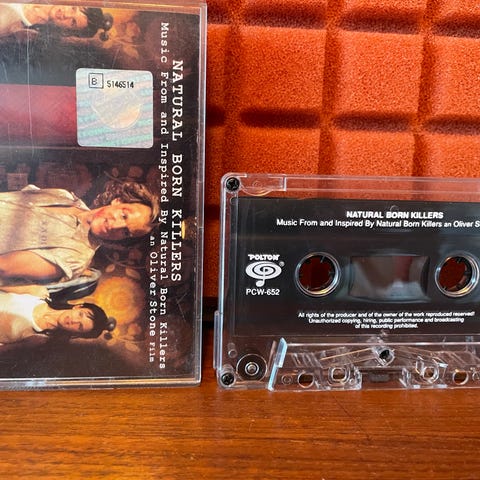 B 5146514
NATURAL BORN KILLERS
Music From and Inspired By Natural Born Killers
an Oliver Stone Film
NATURAL BORN KILLERS
Music From and Inspired By Natural Born Killers an Oliver S
POLTON
PCW-652
All rights of the producer and of the owner of the work reproduced reserved!
Unauthorized copying, hiring, public performance and broadcasting
of this recording prohibited.